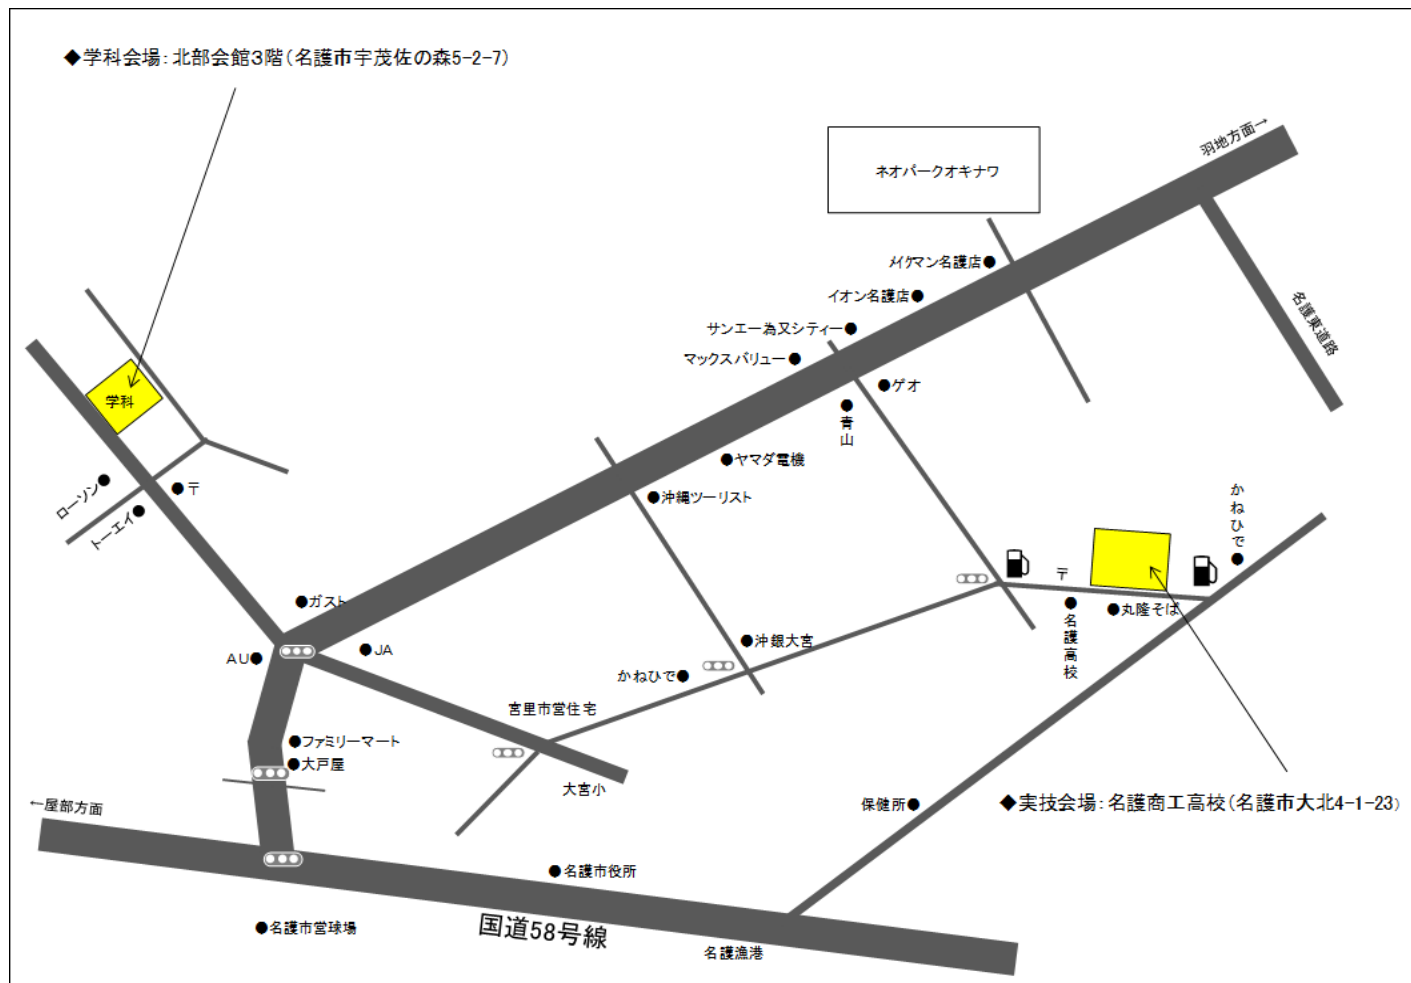 ◆学科会場：北部会館３階（名護市宇茂佐の森5-2-7）
羽地方面→
ネオパークオキナワ
メイクマン名護店●
イオン名護店●
サンエー為又シティー●
マックスバリュー●
名護東道路
●ゲオ
●青山
学科
●ヤマダ電機
●沖縄ツーリスト
ローソン●
●〒
トーエイ●
かねひで●
〒
●ガスト
●丸隆そば
●名護高校
●JA
AU●
●沖銀大宮
かねひで●
宮里市営住宅
●ファミリーマート
●大戸屋
大宮小
←屋部方面
保健所●
◆実技会場：名護商工高校（名護市大北4-1-23）
●名護市役所
●名護市営球場
国道58号線
名護漁港